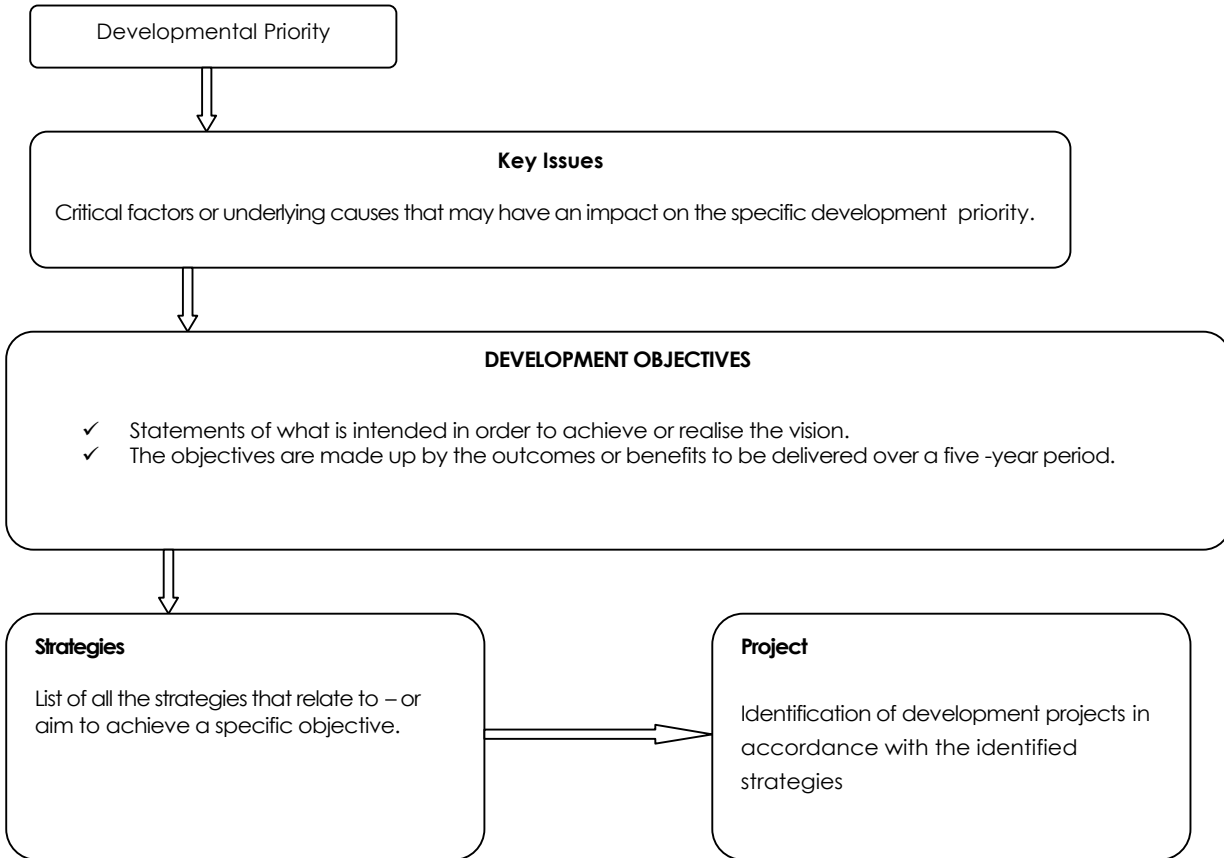 Developmental Priority
Key Issues
Critical factors or underlying causes that may have an impact on the specific development priority.
DEVELOPMENT OBJECTIVES
✓ Statements of what is intended in order to achieve or realise the vision.
✓ The objectives are made up by the outcomes or benefits to be delivered over a five -year period.
Strategies
List of all the strategies that relate to – or
aim to achieve a specific objective.
Project
Identification of development projects in
accordance with the identified
strategies